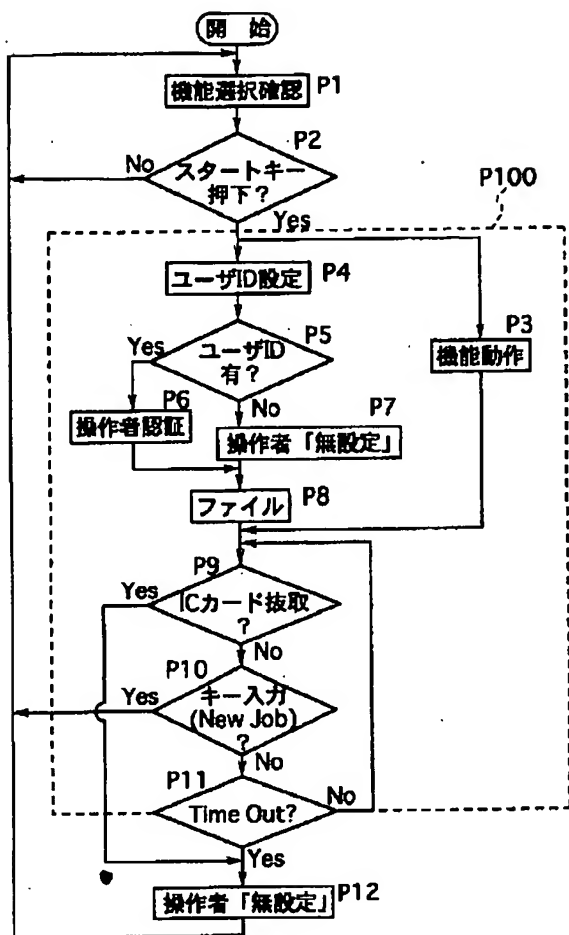 開 始
機能選択確認
P1
P2
No
スタートキー
押下？
Yes
P100
ユーザID設定
P4
P3
機能動作
P5
Yes
ユーザID
有？
P6
No
P7
操作者認証
操作者「無設定」
ファイル
P8
P9
Yes
ICカード抜取
？
No
P10
Yes
キー入力
(New Job)
？
No
P11
No
Time Out?
Yes
操作者「無設定」
P12